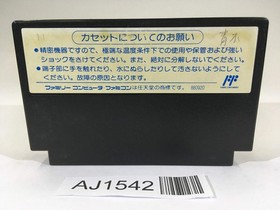 カセットについてのお願い
●精密機器ですので、極端な温度条件下での使用や保管および強い
ショックをさけてください。また、絶対に分解しないでください。
●端子部に手を触れたり、水にぬらしたりして汚さないようにして
ください。故障の原因となります。
ファミリーコンピュータ ファミコンは任天堂の商標です。
AJ1542